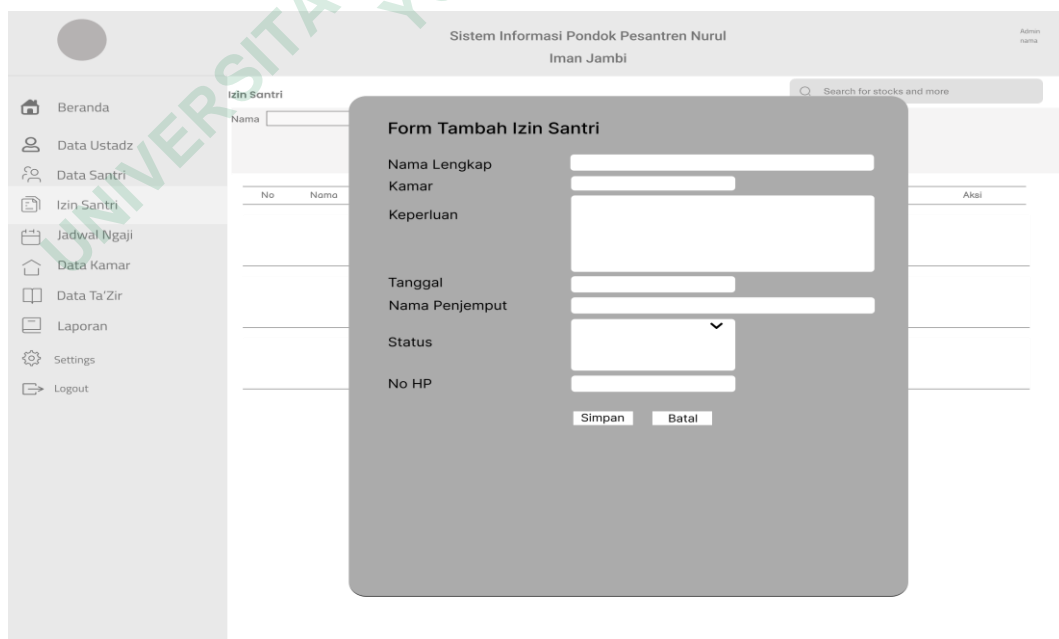 Sistem Informasi Pondok Pesantren Nurul
Iman Jambi
Admin
nama
Beranda
Data Ustadz
Data Santri
Izin Santri
Jadwal Ngaji
Data Kamar
Data Ta'Zir
Laporan
Settings
Logout
Izin Santri
Search for stocks and more
Nama
No Nama Aksi
Form Tambah Izin Santri
Nama Lengkap
Kamar
Keperluan
Tanggal
Nama Penjemput
Status
No HP
Simpan Batal